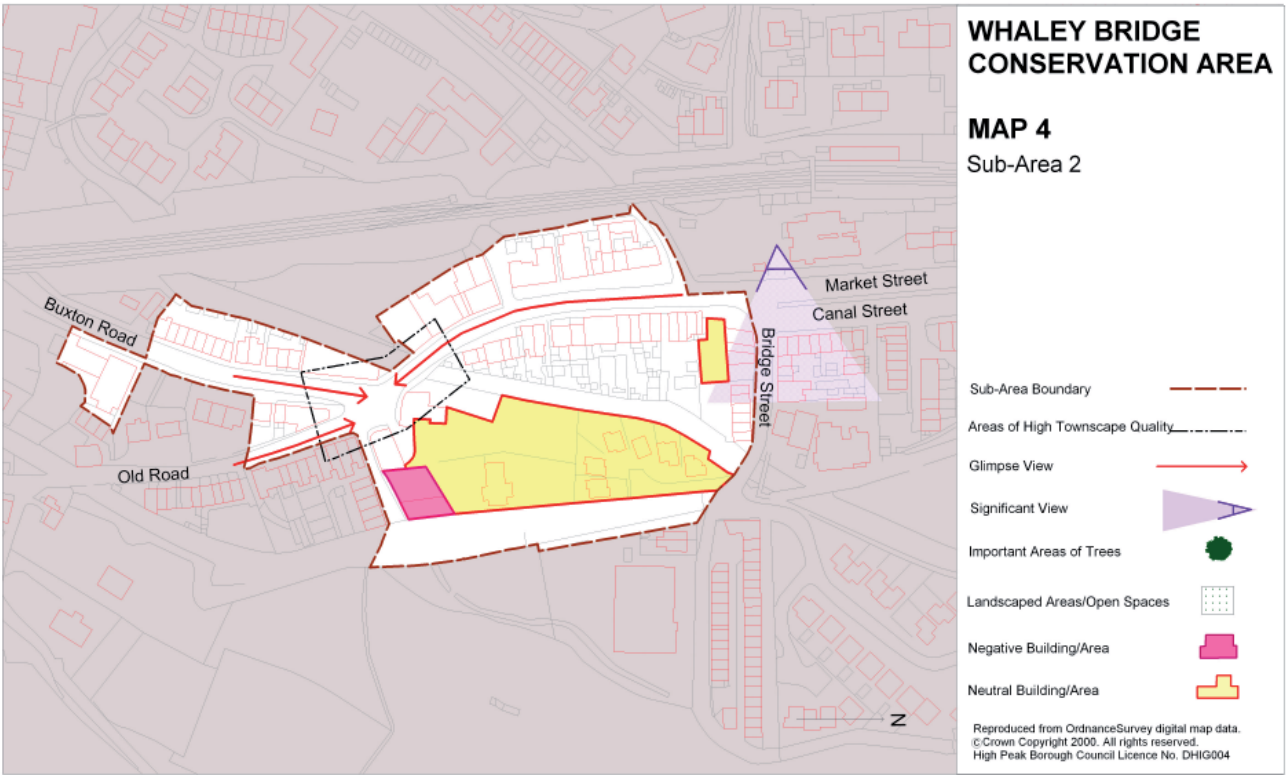 WHALEY BRIDGE
CONSERVATION AREA
MAP 4
Sub-Area 2
Market Street
Canal Street
Bridge Street
Buxton Road
Old Road
Sub-Area Boundary
Areas of High Townscape Quality
Glimpse View
Significant View
Important Areas of Trees
Landscaped Areas/Open Spaces
Negative Building/Area
Neutral Building/Area
N
Reproduced from OrdnanceSurvey digital map data.
©Crown Copyright 2000. All rights reserved.
High Peak Borough Council Licence No. DHIG004